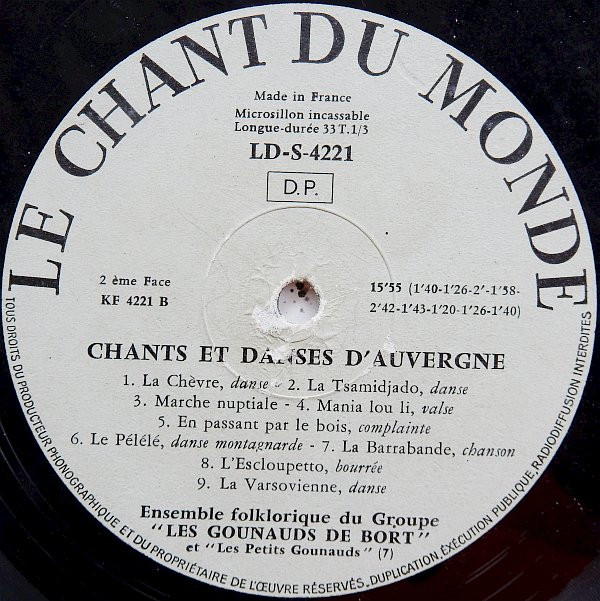 LE CHANT DU MONDE
Made in France
Microsillon incassable
Longue-durée 33 T.1/3
LD-S-4221
D.P.
2 ème Face
KF 4221 B
15'55 (1'40-1'26-2'-1'58-
2'42-1'43-1'20-1'26-1'40)
CHANTS ET DANSES D'AUVERGNE
1. La Chèvre, danse - 2. La Tsamidjado, danse
3. Marche nuptiale - 4. Mania lou li, valse
5. En passant par le bois, complainte
6. Le Pélélé, danse montagnarde - 7. La Barrabande, chanson
8. L'Escloupetto, bourrée
9. La Varsovienne, danse
Ensemble folklorique du Groupe
"LES GOUNAUDS DE BORT"
et "Les Petits Gounauds" (7)
TOUS DROITS DU PRODUCTEUR PHONOGRAPHIQUE ET DU PROPRIÉTAIRE DE L'ŒUVRE RÉSERVÉS. DUPLICATION, EXÉCUTION PUBLIQUE, RADIODIFFUSION INTERDITES